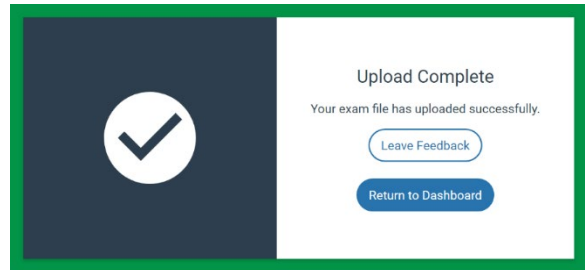 Upload Complete
Your exam file has uploaded successfully.
Leave Feedback
Return to Dashboard